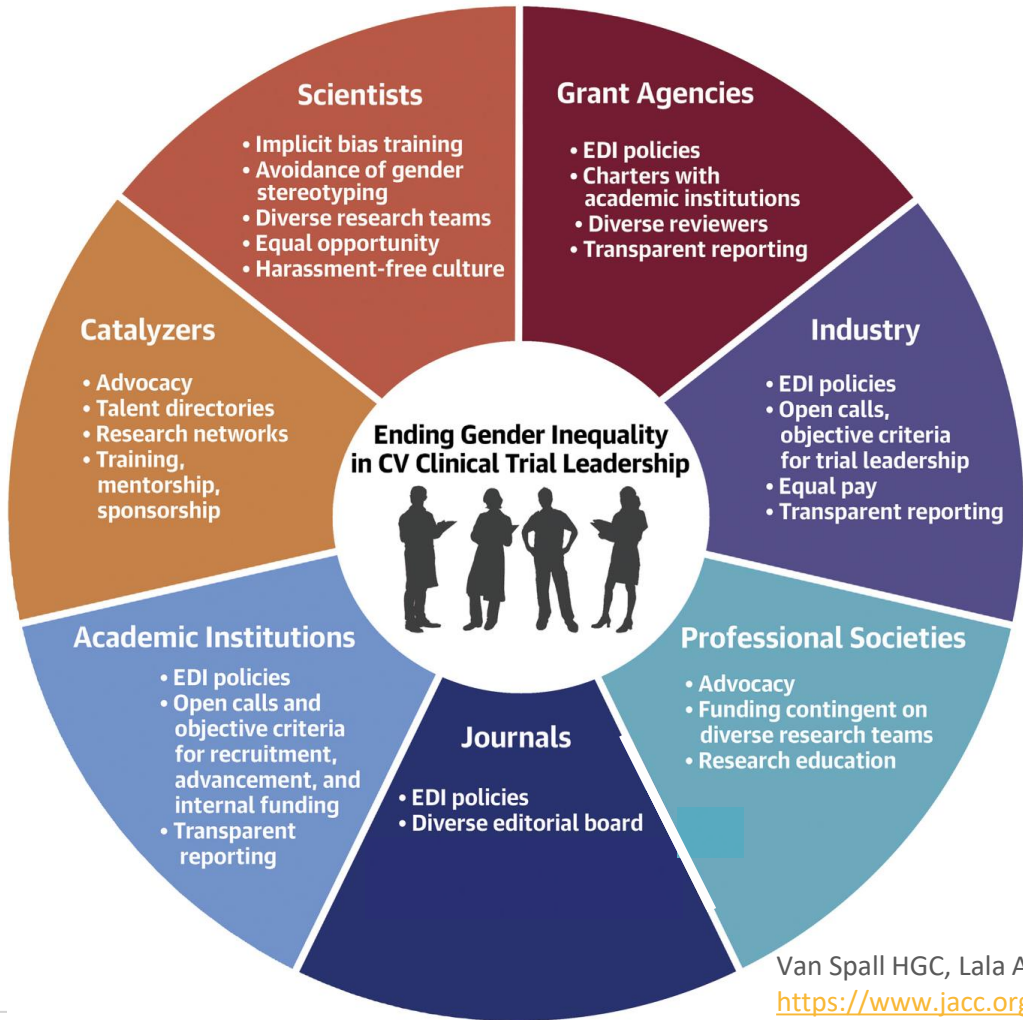 Scientists
• Implicit bias training
• Avoidance of gender
stereotyping
• Diverse research teams
• Equal opportunity
• Harassment-free culture
Grant Agencies
• EDI policies
• Charters with
academic institutions
• Diverse reviewers
• Transparent reporting
Industry
• EDI policies
• Open calls,
objective criteria
for trial leadership
• Equal pay
• Transparent reporting
Professional Societies
• Advocacy
• Funding contingent on
diverse research teams
• Research education
Journals
• EDI policies
• Diverse editorial board
Academic Institutions
• EDI policies
• Open calls and
objective criteria
for recruitment,
advancement, and
internal funding
• Transparent
reporting
Catalyzers
• Advocacy
• Talent directories
• Research networks
• Training,
mentorship,
sponsorship
Ending Gender Inequality
in CV Clinical Trial Leadership
Van Spall HGC, Lala A
https://www.jacc.org